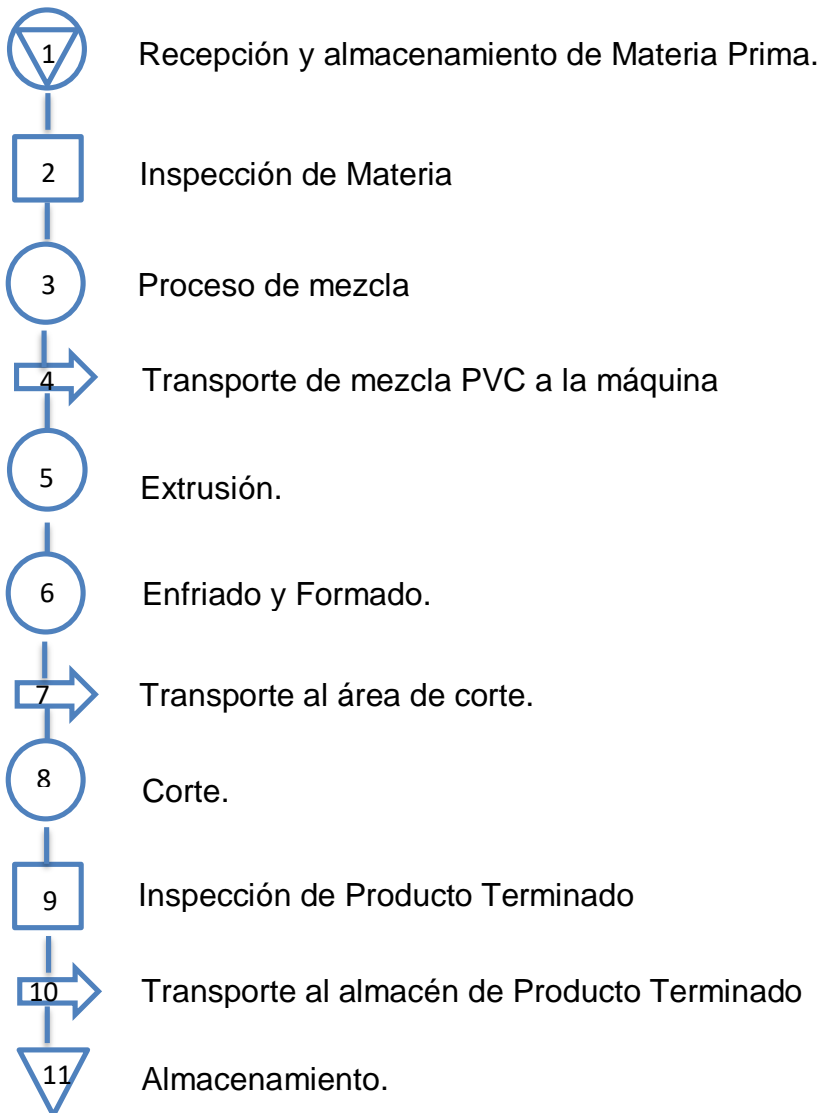 1 Recepción y almacenamiento de Materia Prima.
2 Inspección de Materia
3 Proceso de mezcla
4 Transporte de mezcla PVC a la máquina
5 Extrusión.
6 Enfriado y Formado.
7 Transporte al área de corte.
8 Corte.
9 Inspección de Producto Terminado
10 Transporte al almacén de Producto Terminado
11 Almacenamiento.